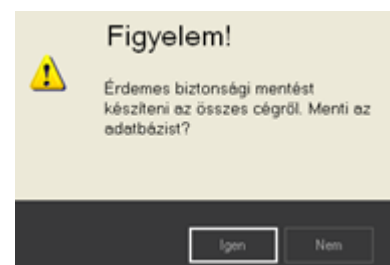 Figyelem!
Érdemes biztonsági mentést
készíteni az összes cégről. Menti az
adatbázist?
Igen
Nem